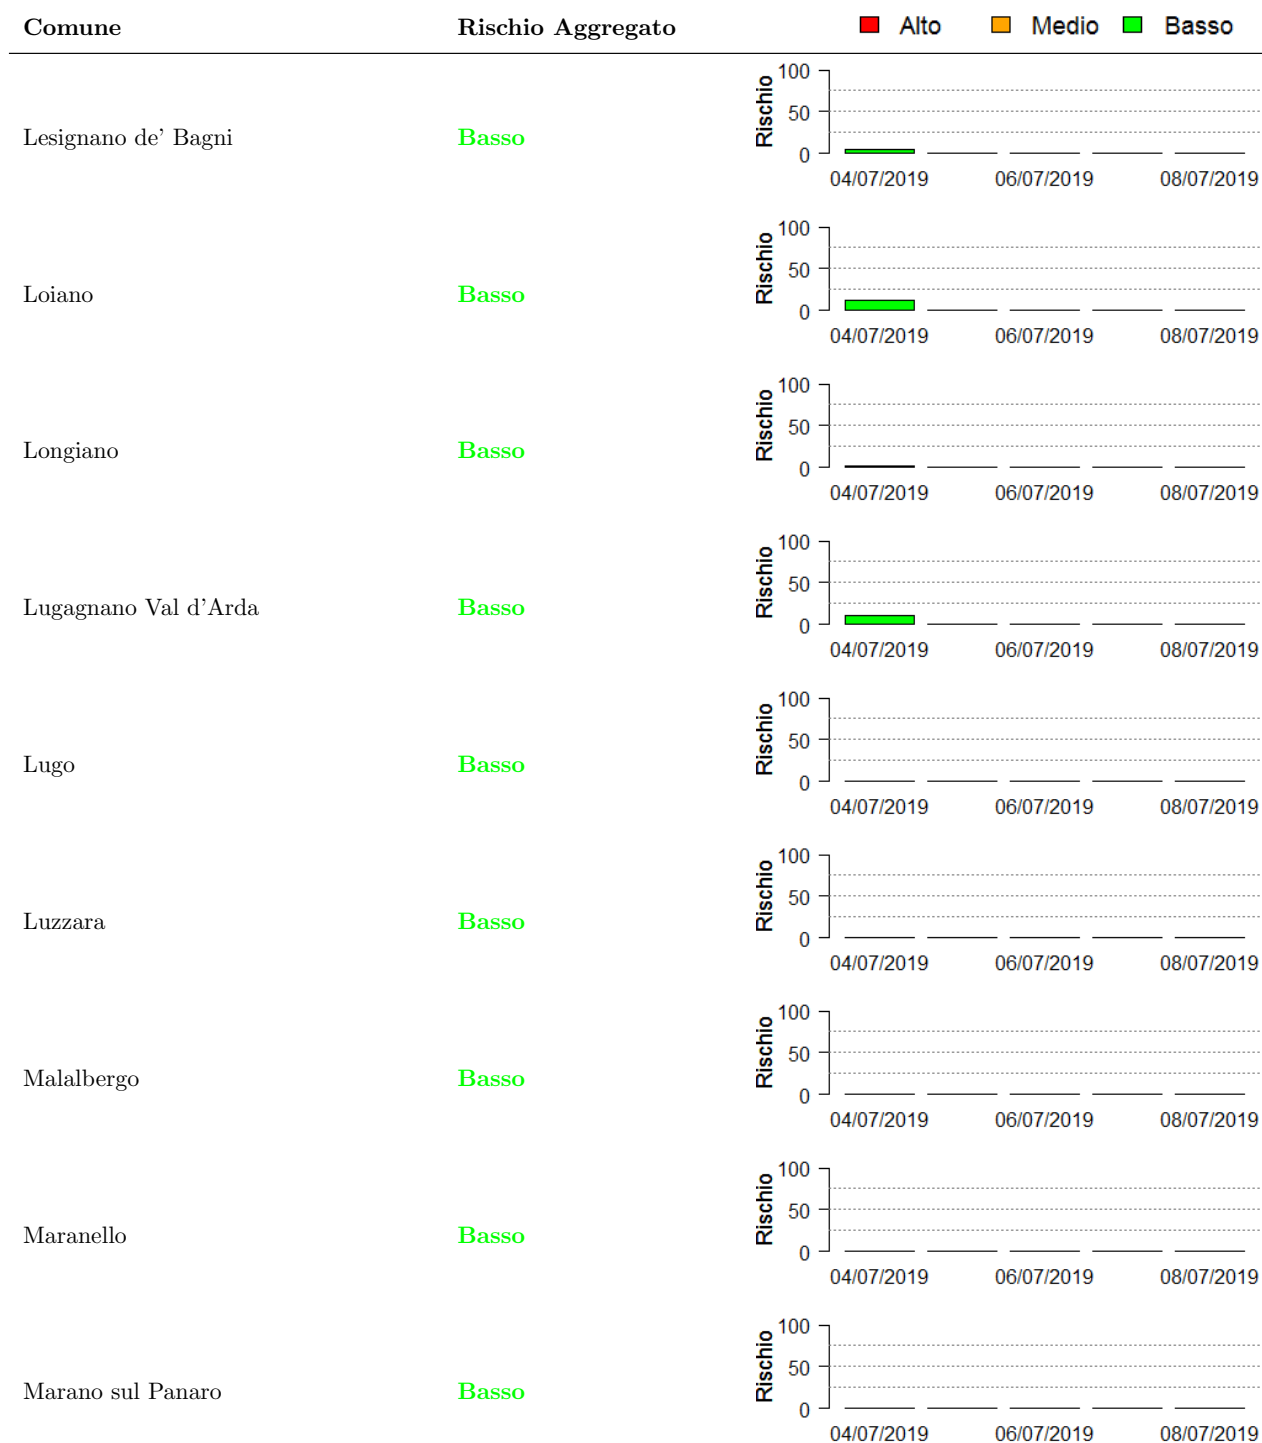 Comune Rischio Aggregato Alto Medio Basso
Lesignano de' Bagni Basso Rischio 100 50 0
04/07/2019 06/07/2019 08/07/2019
Loiano Basso Rischio 100 50 0
04/07/2019 06/07/2019 08/07/2019
Longiano Basso Rischio 100 50 0
04/07/2019 06/07/2019 08/07/2019
Lugagnano Val d'Arda Basso Rischio 100 50 0
04/07/2019 06/07/2019 08/07/2019
Lugo Basso Rischio 100 50 0
04/07/2019 06/07/2019 08/07/2019
Luzzara Basso Rischio 100 50 0
04/07/2019 06/07/2019 08/07/2019
Malalbergo Basso Rischio 100 50 0
04/07/2019 06/07/2019 08/07/2019
Maranello Basso Rischio 100 50 0
04/07/2019 06/07/2019 08/07/2019
Marano sul Panaro Basso Rischio 100 50 0
04/07/2019 06/07/2019 08/07/2019